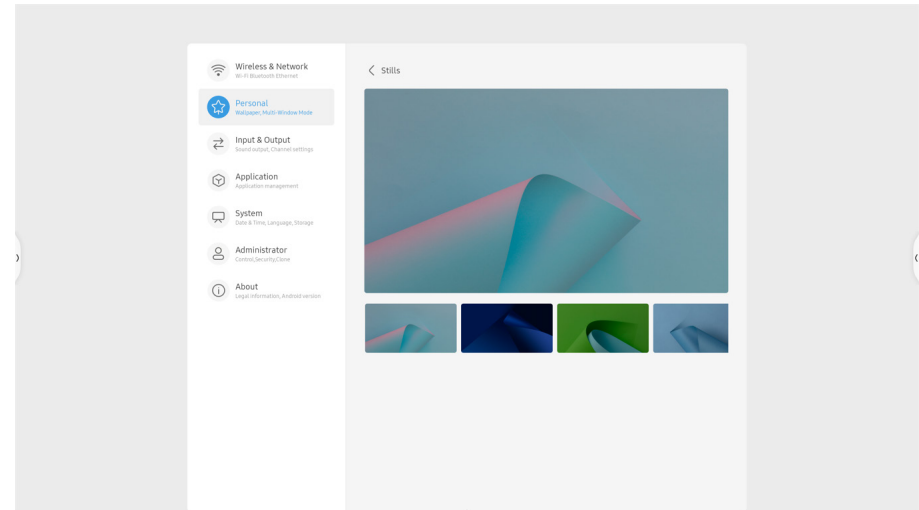 Wireless & Network
Wi-Fi Bluetooth Ethernet
Personal
Wallpaper, Multi-Window Mode
Input & Output
Sound output, Channel settings
Application
Application management
System
Date & Time, Language, Storage
Administrator
Control,Security,Clone
About
Legal information, Android version
Stills